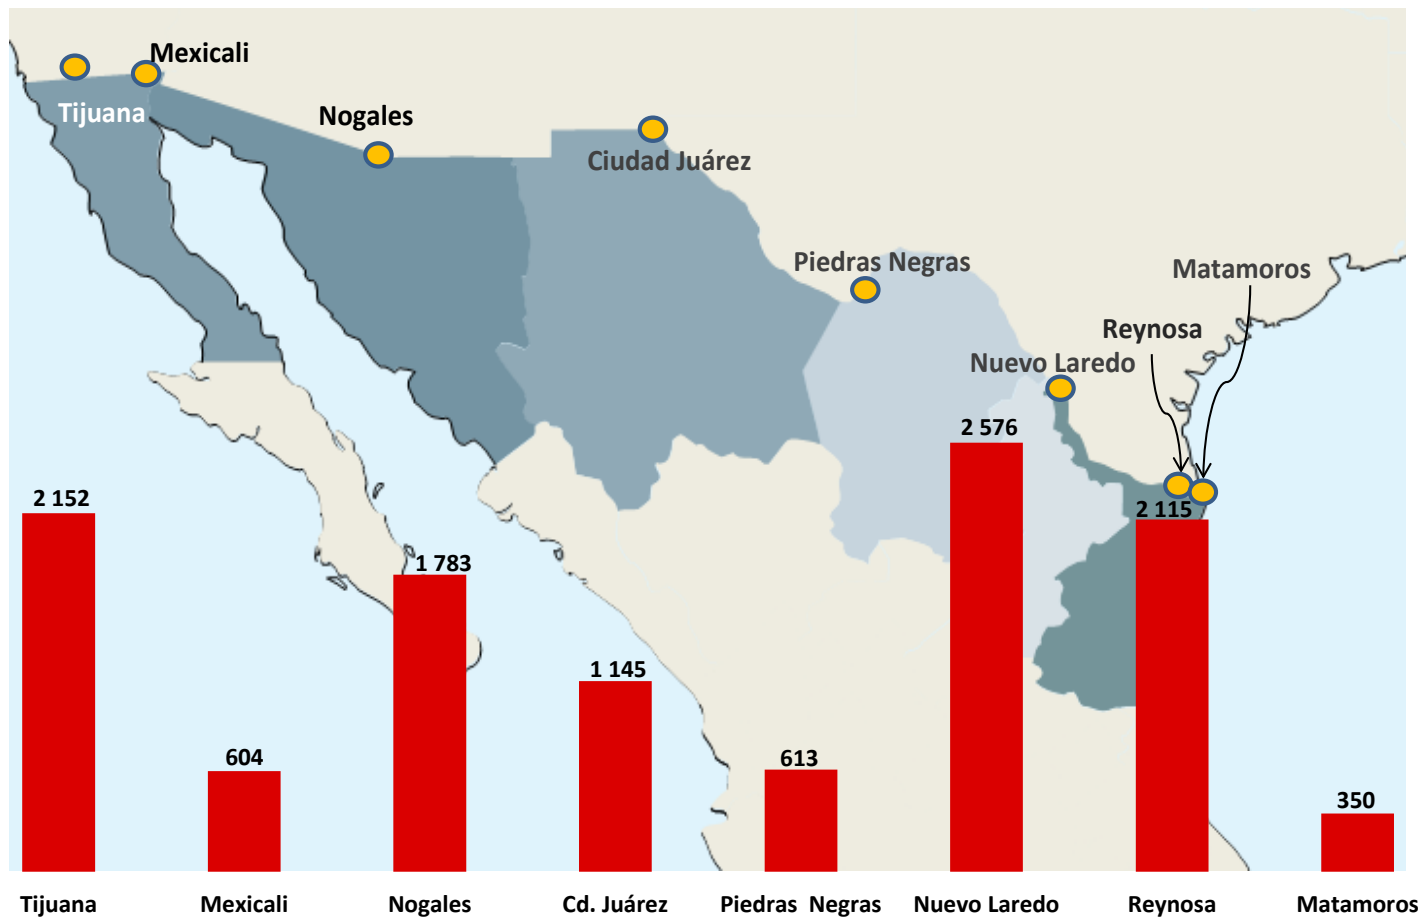 Mexicali
Tijuana
Nogales
Ciudad Juárez
Piedras Negras
Matamoros
Reynosa
Nuevo Laredo
2 576
2 152
2 115
1 783
1 145
604
613
350
Tijuana
Mexicali
Nogales
Cd. Juárez
Piedras Negras
Nuevo Laredo
Reynosa
Matamoros